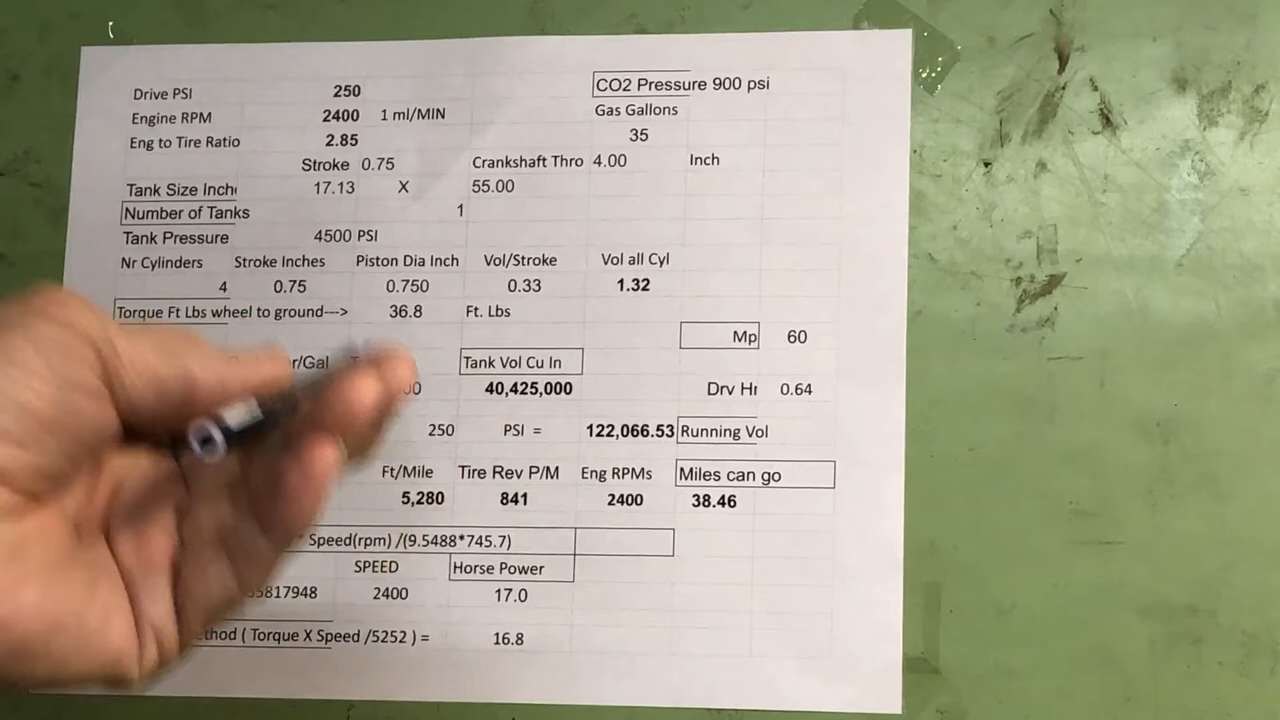 Drive PSI 250 CO2 Pressure 900 psi
Engine RPM 2400 1 ml/MIN Gas Gallons
Eng to Tire Ratio 2.85 35
Stroke 0.75 Crankshaft Thro 4.00 Inch
Tank Size Inch 17.13 X 55.00
Number of Tanks 1
Tank Pressure 4500 PSI
Nr Cylinders Stroke Inches Piston Dia Inch Vol/Stroke Vol all Cyl
4 0.75 0.750 0.33 1.32
Torque Ft Lbs wheel to ground---> 36.8 Ft. Lbs
Mp 60
r/Gal Tank Vol Cu In
00 40,425,000 Drv Hr 0.64
250 PSI = 122,066.53 Running Vol
Ft/Mile Tire Rev P/M Eng RPMs Miles can go
5,280 841 2400 38.46
* Speed(rpm) /(9.5488*745.7)
SPEED Horse Power
5817948 2400 17.0
ethod ( Torque X Speed /5252 ) = 16.8